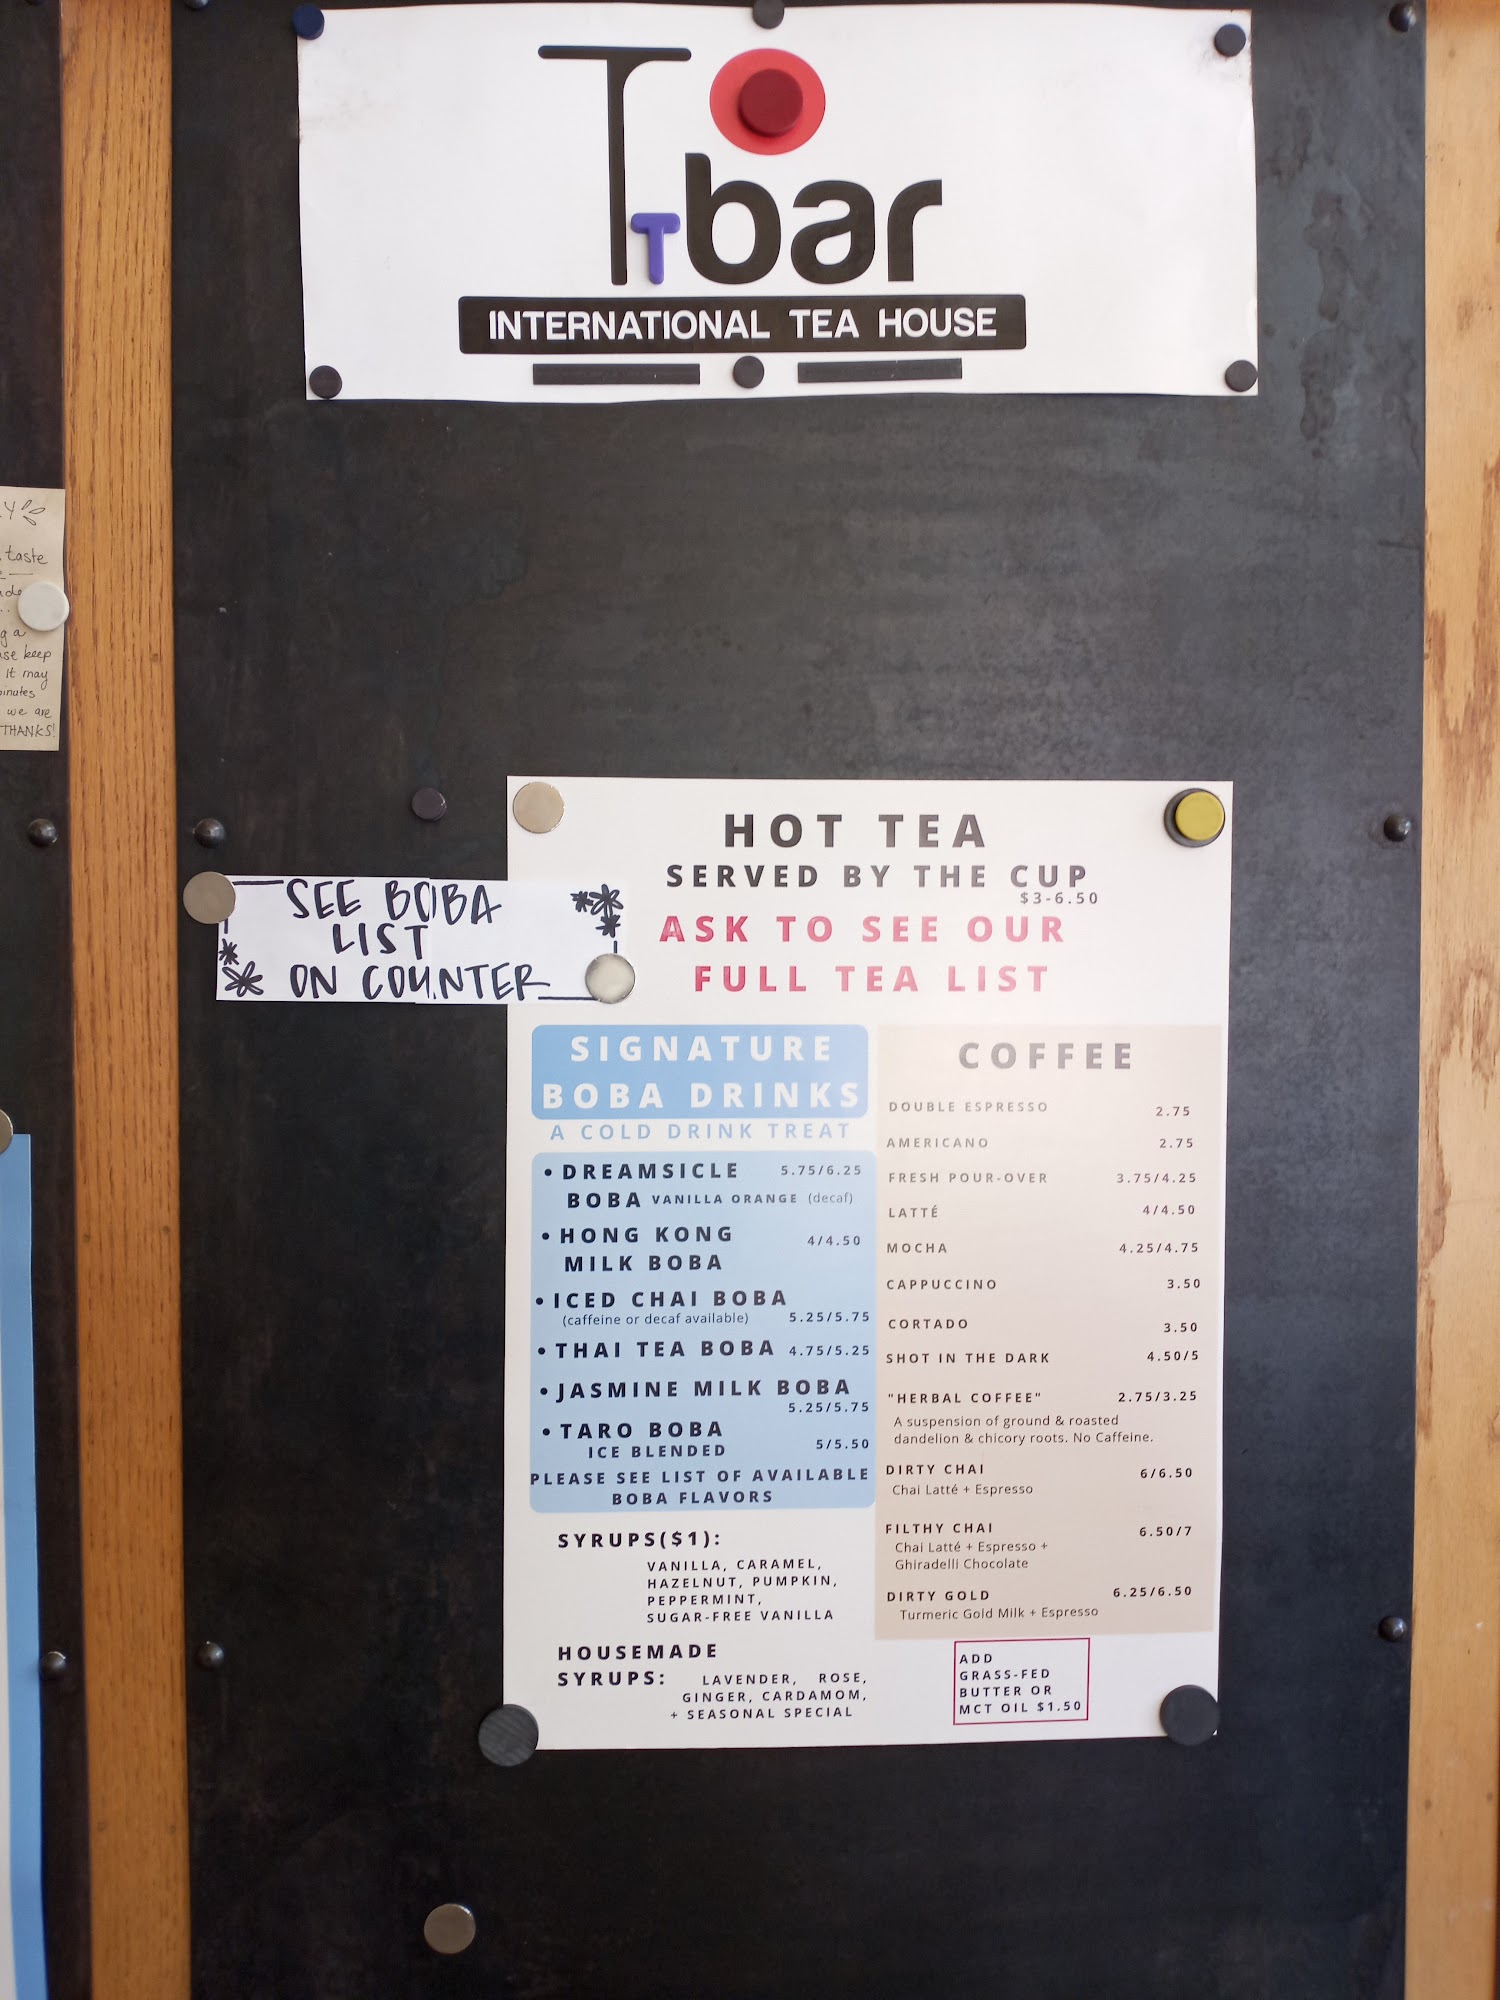 T bar
T
INTERNATIONAL TEA HOUSE
taste
keep
It may
we are
THANKS!
SEE BOBA
LIST
ON COUNTER
HOT TEA
SERVED BY THE CUP
$3-6.50
ASK TO SEE OUR
FULL TEA LIST
SIGNATURE
BOBA DRINKS
A COLD DRINK TREAT
• DREAMSICLE 5.75/6.25
BOBA VANILLA ORANGE (decaf)
• HONG KONG 4/4.50
MILK BOBA
• ICED CHAI BOBA
(caffeine or decaf available) 5.25/5.75
• THAI TEA BOBA 4.75/5.25
• JASMINE MILK BOBA
5.25/5.75
• TARO BOBA
ICE BLENDED 5/5.50
PLEASE SEE LIST OF AVAILABLE
BOBA FLAVORS
SYRUPS($1):
VANILLA, CARAMEL,
HAZELNUT, PUMPKIN,
PEPPERMINT,
SUGAR-FREE VANILLA
HOUSEMADE
SYRUPS: LAVENDER, ROSE,
GINGER, CARDAMOM,
+ SEASONAL SPECIAL
COFFEE
DOUBLE ESPRESSO 2.75
AMERICANO 2.75
FRESH POUR-OVER 3.75/4.25
LATTÉ 4/4.50
MOCHA 4.25/4.75
CAPPUCCINO 3.50
CORTADO 3.50
SHOT IN THE DARK 4.50/5
"HERBAL COFFEE" 2.75/3.25
A suspension of ground & roasted
dandelion & chicory roots. No Caffeine.
DIRTY CHAI 6/6.50
Chai Latté + Espresso
FILTHY CHAI 6.50/7
Chai Latté + Espresso +
Ghiradelli Chocolate
DIRTY GOLD 6.25/6.50
Turmeric Gold Milk + Espresso
ADD
GRASS-FED
BUTTER OR
MCT OIL $1.50